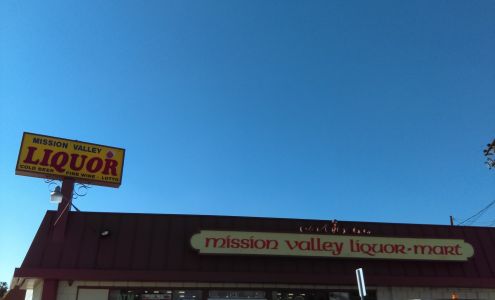 MISSION VALLEY
LIQUOR
COLD BEER - FINE WINE - LOTTO
mission valley liquor-mart